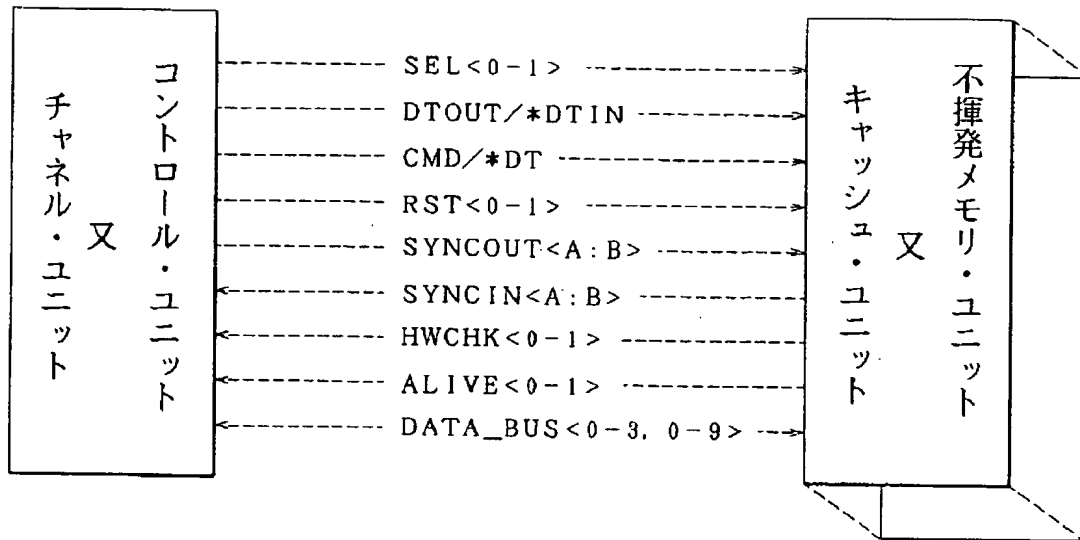 コントロール・ユニット
又
チャネル・ユニット
SEL<0-1>
DTOUT/*DTIN
CMD/*DT
RST<0-1>
SYNCOUT<A:B>
SYNCIN<A:B>
HWCHK<0-1>
ALIVE<0-1>
DATA_BUS<0-3, 0-9>
不揮発メモリ・ユニット
又
キャッシュ・ユニット